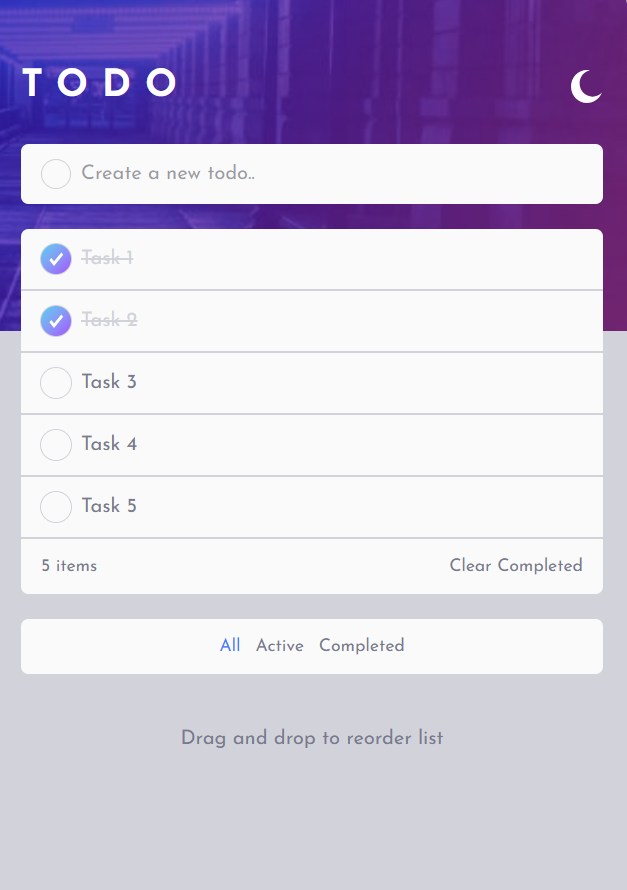 TODO
Create a new todo..
Task 1
Task 2
Task 3
Task 4
Task 5
5 items Clear Completed
All Active Completed
Drag and drop to reorder list